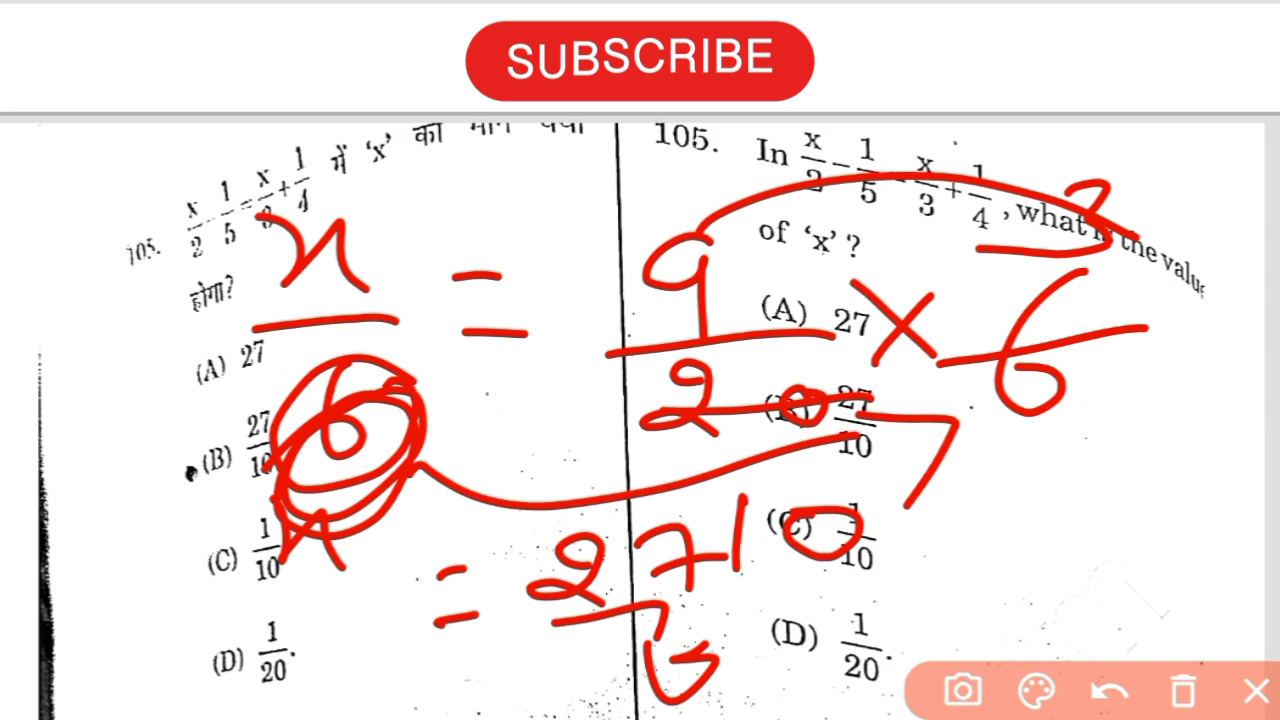 SUBSCRIBE
105. x/2 - 1/5 = x/3 + 1/4 में 'x' का मान क्या
होगा?
(A) 27
(B) 27/10
(C) 1/10
(D) 1/20.
105. In x/2 - 1/5 = x/3 + 1/4, what is the value
of 'x' ?
(A) 27
(B) 27/10
(C) 1/10
(D) 1/20.
x/6 = 9/20 × 6
3
10
x = 27/